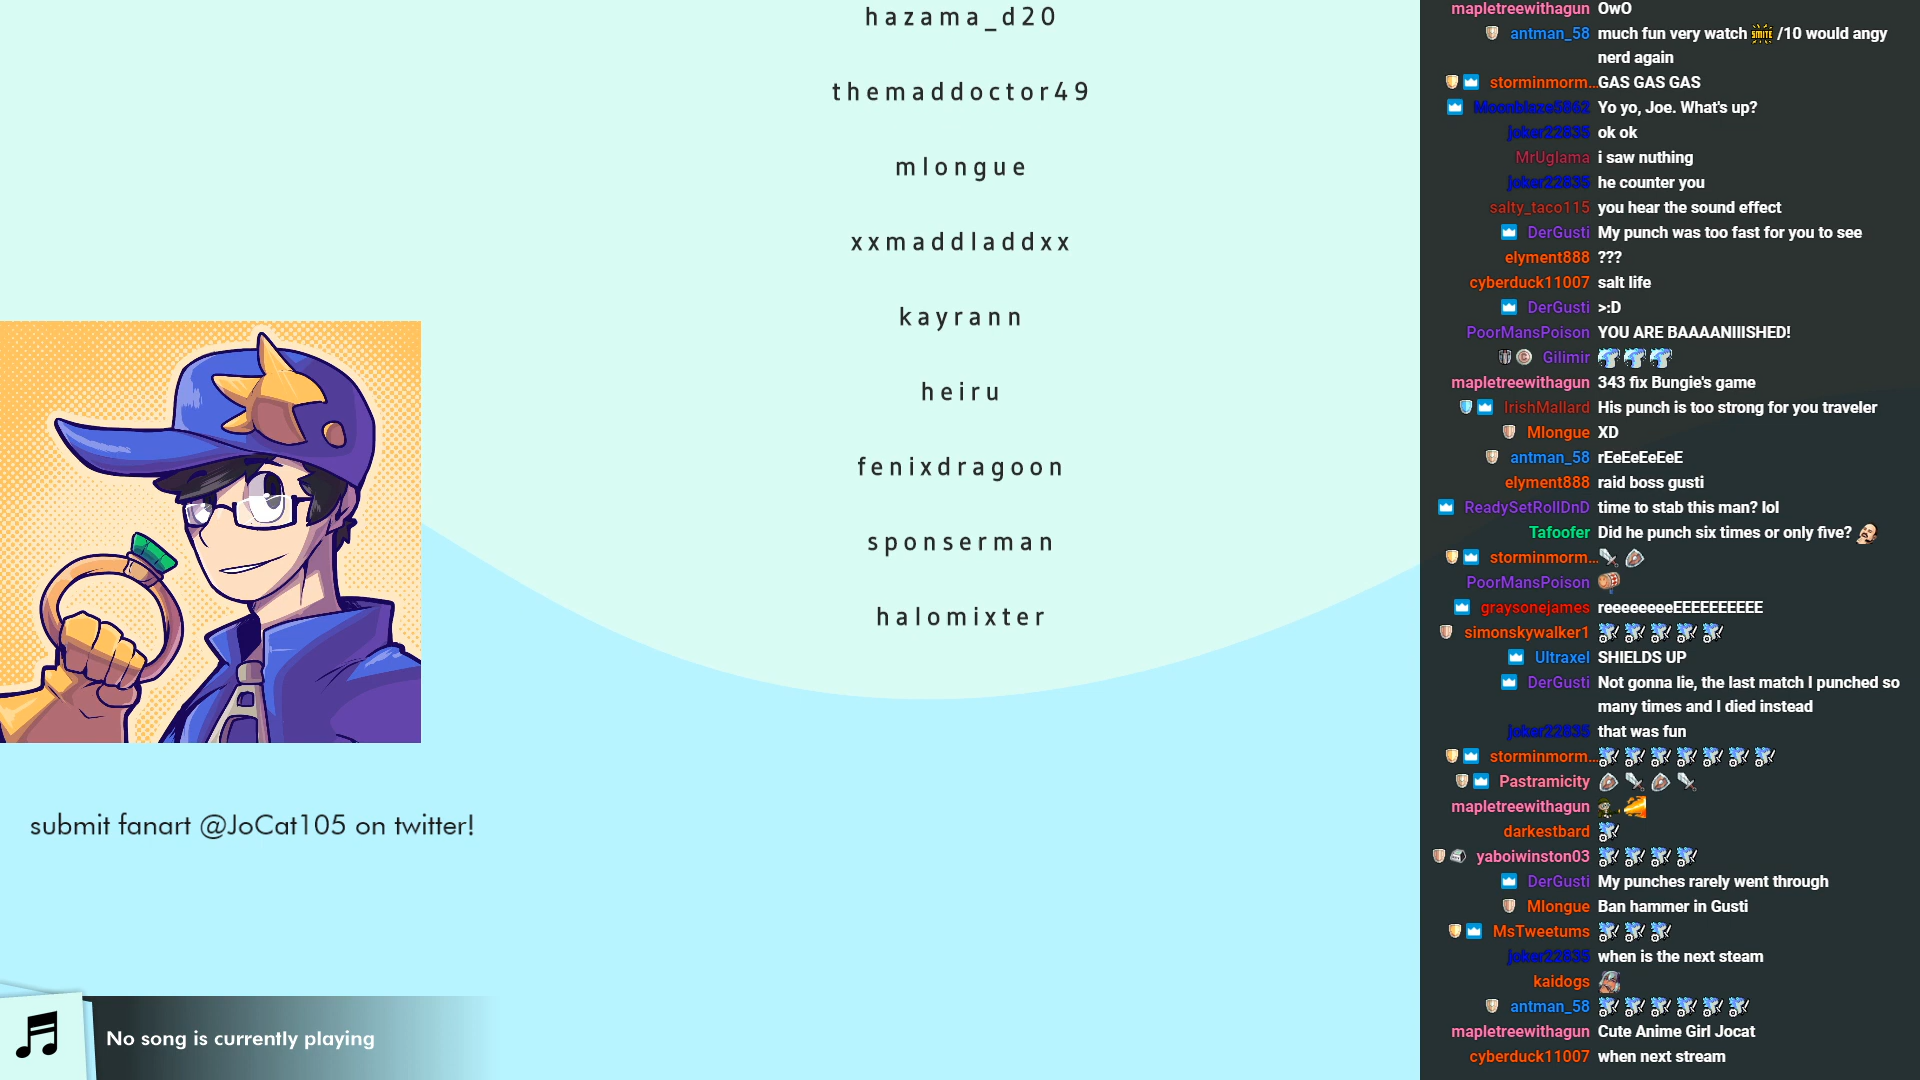 hazama_d20
themaddoctor49
mlongue
xxmaddladdxx
kayrann
heiru
fenixdragoon
sponserman
halomixter
submit fanart @JoCat105 on twitter!
No song is currently playing
mapletreewithagun OwO
antman_58 much fun very watch SMITE /10 would angy
nerd again
storminmorm... GAS GAS GAS
Moonblaze5862 Yo yo, Joe. What's up?
joker22835 ok ok
MrUglama i saw nuthing
joker22835 he counter you
salty_taco115 you hear the sound effect
DerGusti My punch was too fast for you to see
elyment888 ???
cyberduck11007 salt life
DerGusti >:D
PoorMansPoison YOU ARE BAAAANIIISHED!
Gilimir
mapletreewithagun 343 fix Bungie's game
IrishMallard His punch is too strong for you traveler
Mlongue XD
antman_58 rEeEeEeEeE
elyment888 raid boss gusti
ReadySetRollDnD time to stab this man? lol
Tafoofer Did he punch six times or only five?
storminmorm...
PoorMansPoison
graysonejames reeeeeeeeEEEEEEEEEE
simonskywalker1
Ultraxel SHIELDS UP
DerGusti Not gonna lie, the last match I punched so
many times and I died instead
joker22835 that was fun
storminmorm...
Pastramicity
mapletreewithagun
darkestbard
yaboiwinston03
DerGusti My punches rarely went through
Mlongue Ban hammer in Gusti
MsTweetums
joker22835 when is the next steam
kaidogs
antman_58
mapletreewithagun Cute Anime Girl Jocat
cyberduck11007 when next stream